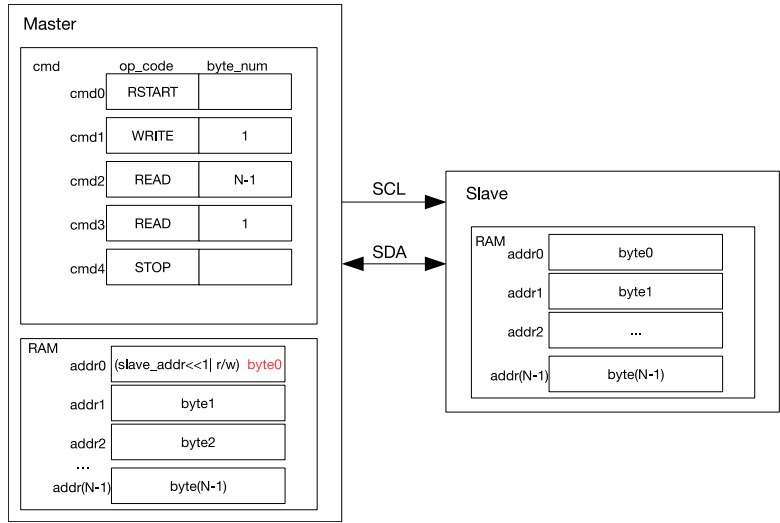 Master
cmd op_code byte_num
cmd0 RSTART
cmd1 WRITE 1
cmd2 READ N-1
cmd3 READ 1
cmd4 STOP
RAM
addr0 (slave_addr<<1| r/w) byte0
addr1 byte1
addr2 byte2
...
addr(N-1) byte(N-1)
SCL
SDA
Slave
RAM
addr0 byte0
addr1 byte1
addr2 ...
addr(N-1) byte(N-1)